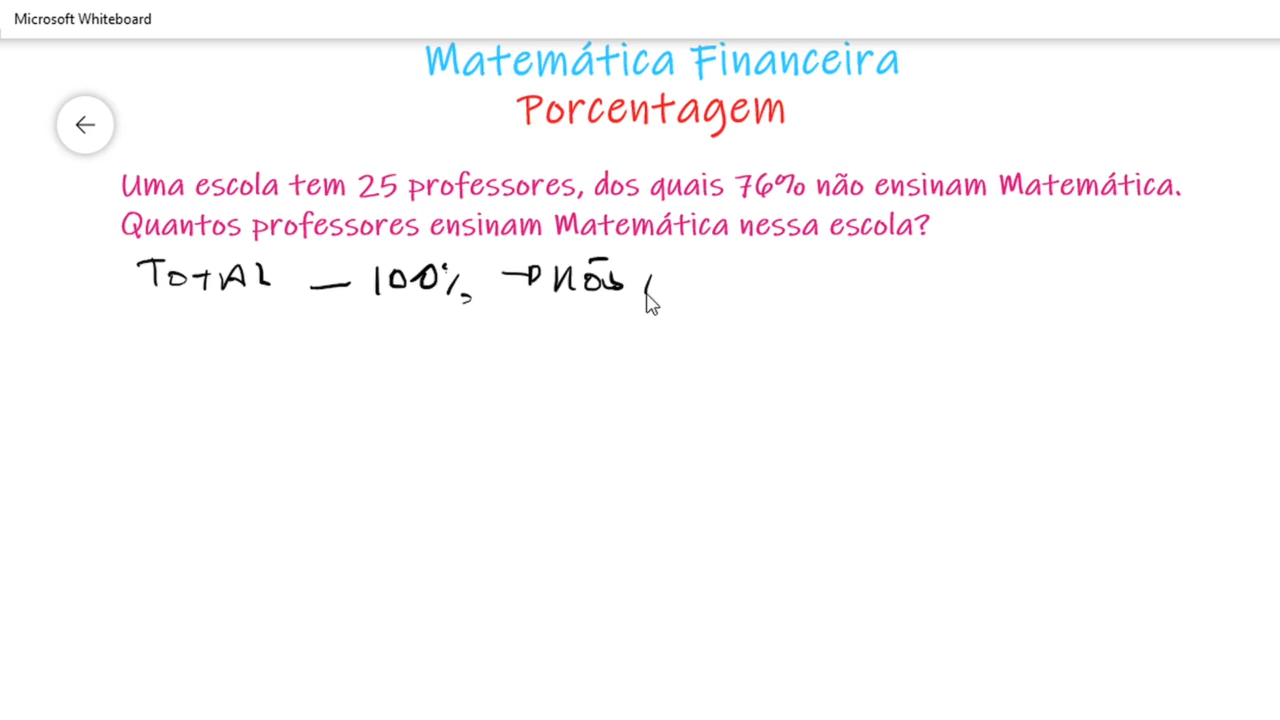 Microsoft Whiteboard
Matemática Financeira
Porcentagem
Uma escola tem 25 professores, dos quais 76% não ensinam Matemática.
Quantos professores ensinam Matemática nessa escola?
TOTAL — 100% →